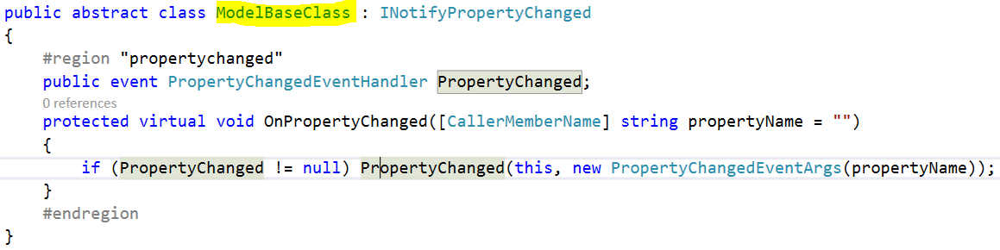 public abstract class ModelBaseClass : INotifyPropertyChanged
{
#region "propertychanged"
public event PropertyChangedEventHandler PropertyChanged;
0 references
protected virtual void OnPropertyChanged([CallerMemberName] string propertyName = "")
{
if (PropertyChanged != null) PropertyChanged(this, new PropertyChangedEventArgs(propertyName));
}
#endregion
}